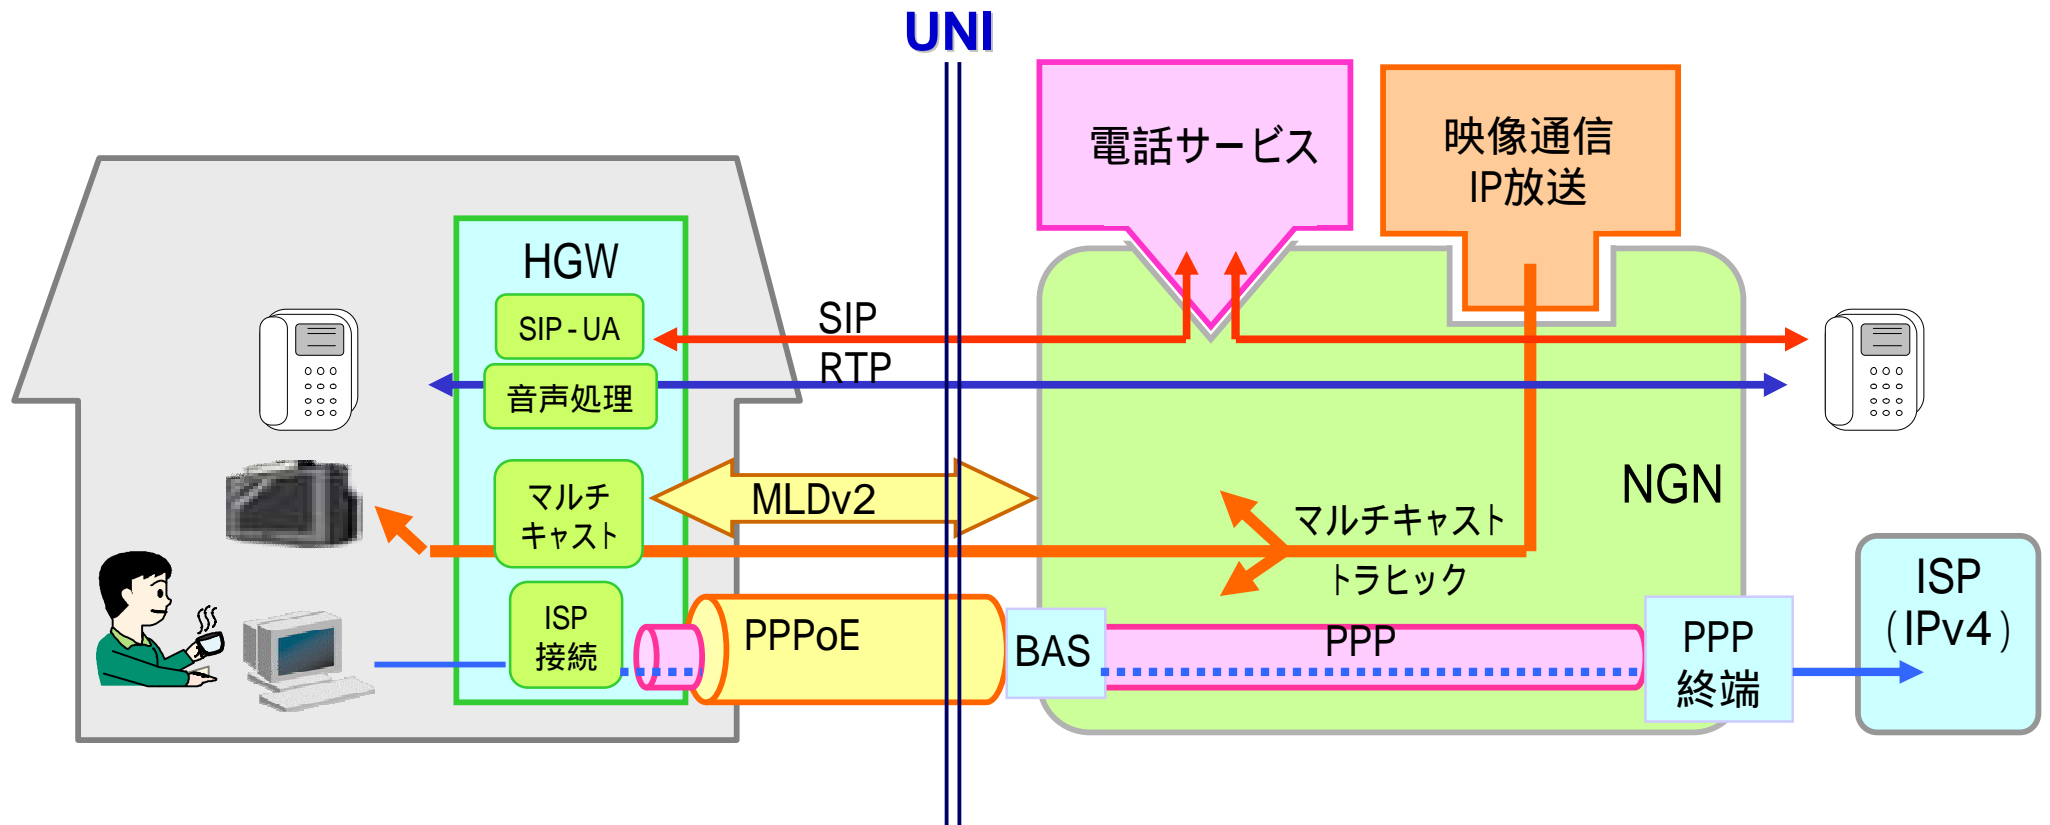 UNI
電話サービス
映像通信
IP放送
HGW
SIP-UA
音声処理
SIP
RTP
マルチ
キャスト
MLDv2
NGN
マルチキャスト
トラヒック
ISP
接続
PPPoE
BAS
PPP
PPP
終端
ISP
（IPv4）